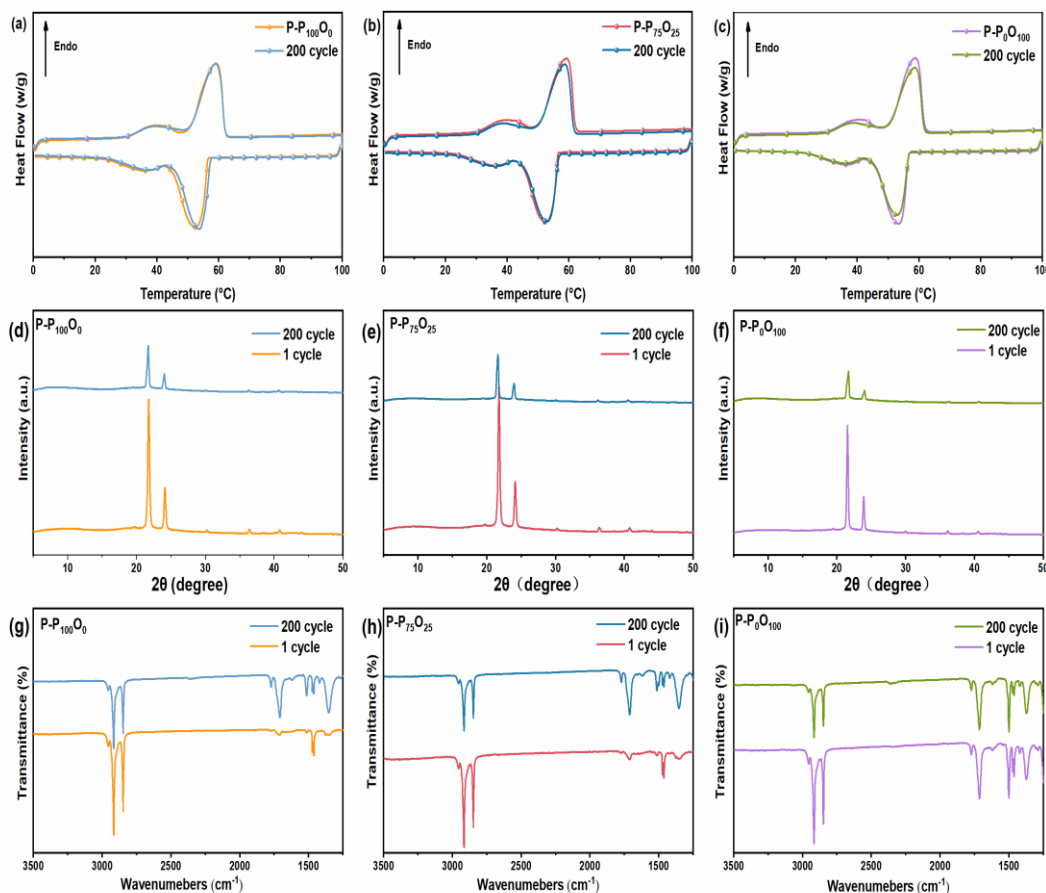 (a)
Endo
P-P₁₀₀O₀
200 cycle
Heat Flow (w/g)
0 20 40 60 80 100
Temperature (°C)
(b)
Endo
P-P₇₅O₂₅
200 cycle
Heat Flow (w/g)
0 20 40 60 80 100
Temperature (°C)
(c)
Endo
P-P₀O₁₀₀
200 cycle
Heat Flow (w/g)
0 20 40 60 80 100
Temperature (°C)
(d)
P-P₁₀₀O₀
200 cycle
1 cycle
Intensity (a.u.)
10 20 30 40 50
2θ (degree)
(e)
P-P₇₅O₂₅
200 cycle
1 cycle
Intensity (a.u.)
10 20 30 40 50
2θ（degree）
(f)
P-P₀O₁₀₀
200 cycle
1 cycle
Intensity (a.u.)
10 20 30 40 50
2θ（degree）
(g)
P-P₁₀₀O₀
200 cycle
1 cycle
Transmittance (%)
3500 3000 2500 2000 1500
Wavenumebers (cm⁻¹)
(h)
P-P₇₅O₂₅
200 cycle
1 cycle
Transmittance (%)
3500 3000 2500 2000 1500
Wavenumebers (cm⁻¹)
(i)
P-P₀O₁₀₀
200 cycle
1 cycle
Transmittance (%)
3500 3000 2500 2000 1500
Wavenumebers (cm⁻¹)